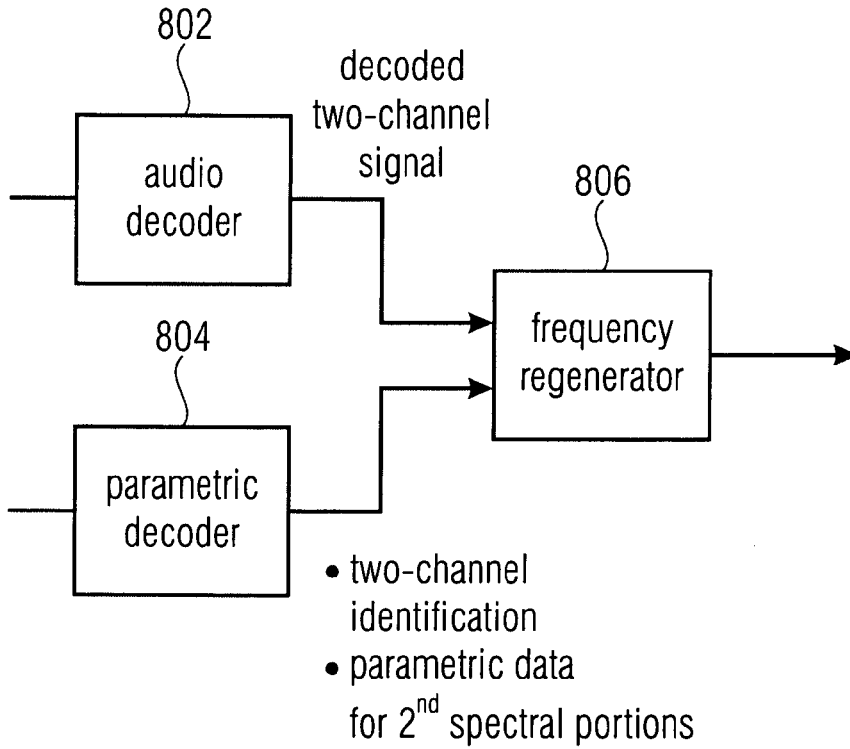 802
decoded
two-channel
signal
audio
decoder
806
frequency
regenerator
804
parametric
decoder
• two-channel
identification
• parametric data
for 2nd spectral portions